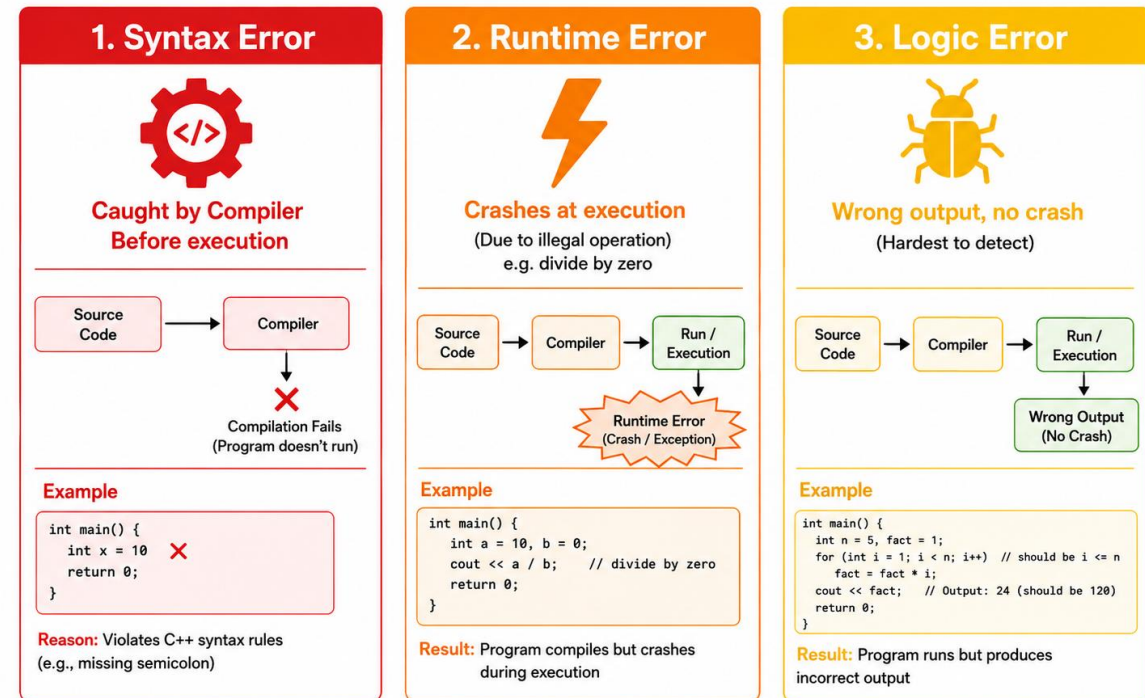 1. Syntax Error
</>
Caught by Compiler
Before execution
Source
Code
Compiler
Compilation Fails
(Program doesn't run)
Example
int main() {
int x = 10
return 0;
}
Reason: Violates C++ syntax rules
(e.g., missing semicolon)
2. Runtime Error
Crashes at execution
(Due to illegal operation)
e.g. divide by zero
Source
Code
Compiler
Run /
Execution
Runtime Error
(Crash / Exception)
Example
int main() {
int a = 10, b = 0;
cout << a / b; // divide by zero
return 0;
}
Result: Program compiles but crashes
during execution
3. Logic Error
Wrong output, no crash
(Hardest to detect)
Source
Code
Compiler
Run /
Execution
Wrong Output
(No Crash)
Example
int main() {
int n = 5, fact = 1;
for (int i = 1; i < n; i++) // should be i <= n
fact = fact * i;
cout << fact; // Output: 24 (should be 120)
return 0;
}
Result: Program runs but produces
incorrect output